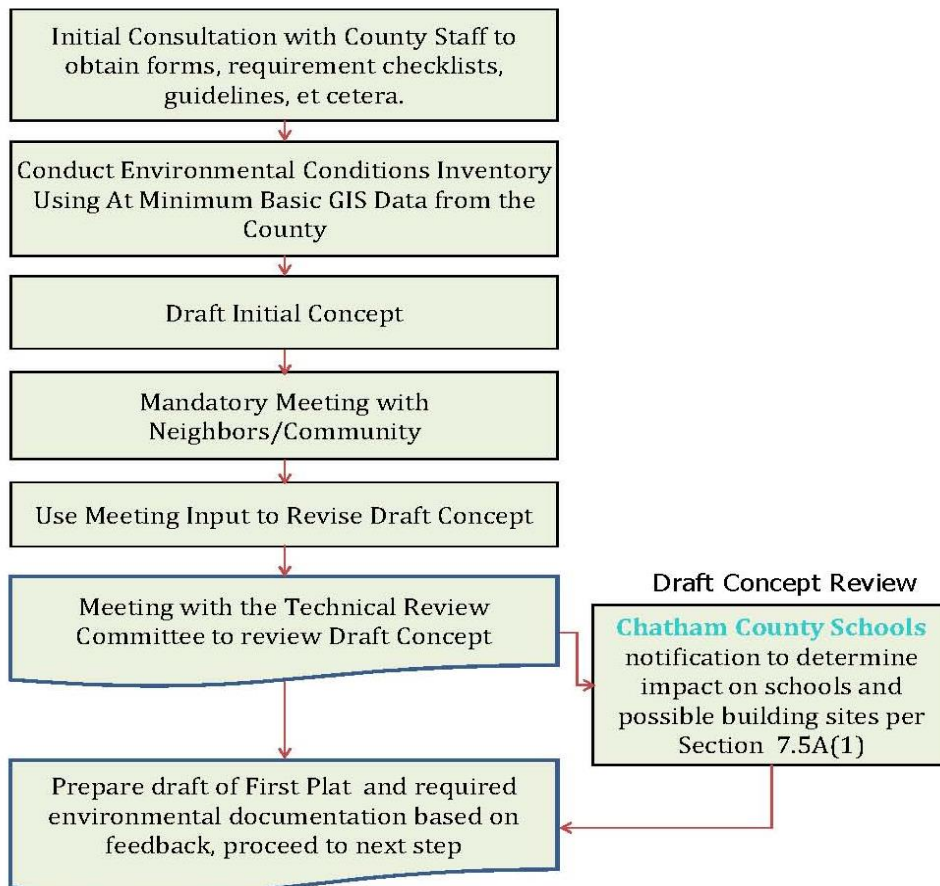 Initial Consultation with County Staff to
obtain forms, requirement checklists,
guidelines, et cetera.
Conduct Environmental Conditions Inventory
Using At Minimum Basic GIS Data from the
County
Draft Initial Concept
Mandatory Meeting with
Neighbors/Community
Use Meeting Input to Revise Draft Concept
Meeting with the Technical Review
Committee to review Draft Concept
Draft Concept Review
Chatham County Schools
notification to determine
impact on schools and
possible building sites per
Section 7.5A(1)
Prepare draft of First Plat and required
environmental documentation based on
feedback, proceed to next step